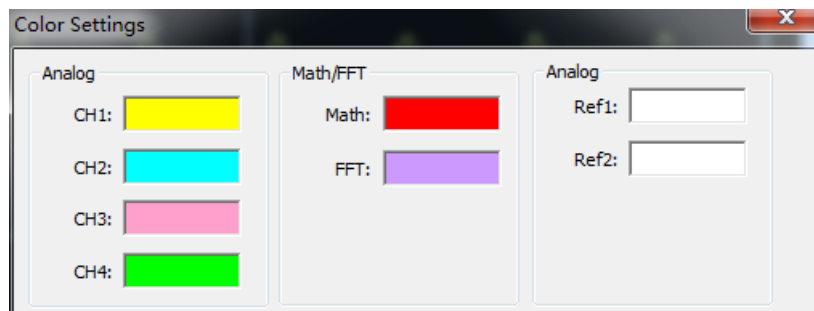 Color Settings
Analog
CH1:
CH2:
CH3:
CH4:
Math/FFT
Math:
FFT:
Analog
Ref1:
Ref2: